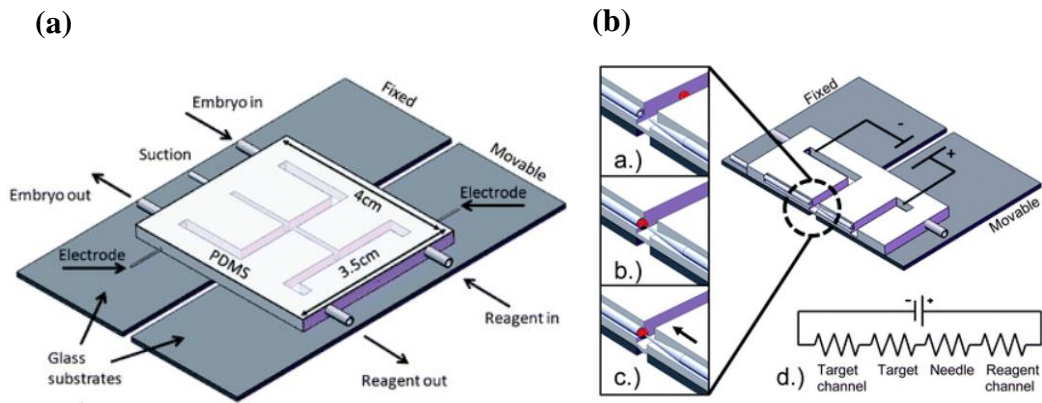 (a)
(b)
Embryo in
Suction
Embryo out
Fixed
Movable
4cm
3.5cm
PDMS
Electrode
Electrode
Glass
substrates
Reagent in
Reagent out
a.)
b.)
c.)
Fixed
-
+
Movable
- +
Target
channel
Target
Needle
Reagent
channel
d.)